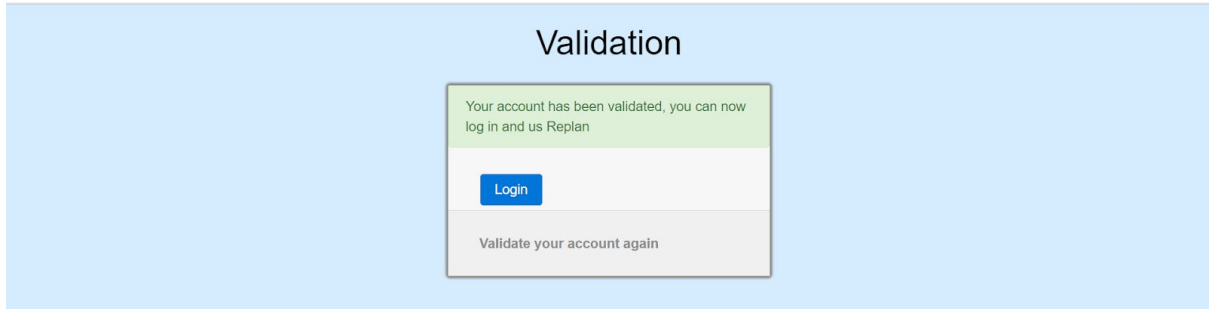 Validation
Your account has been validated, you can now
log in and us Replan
Login
Validate your account again